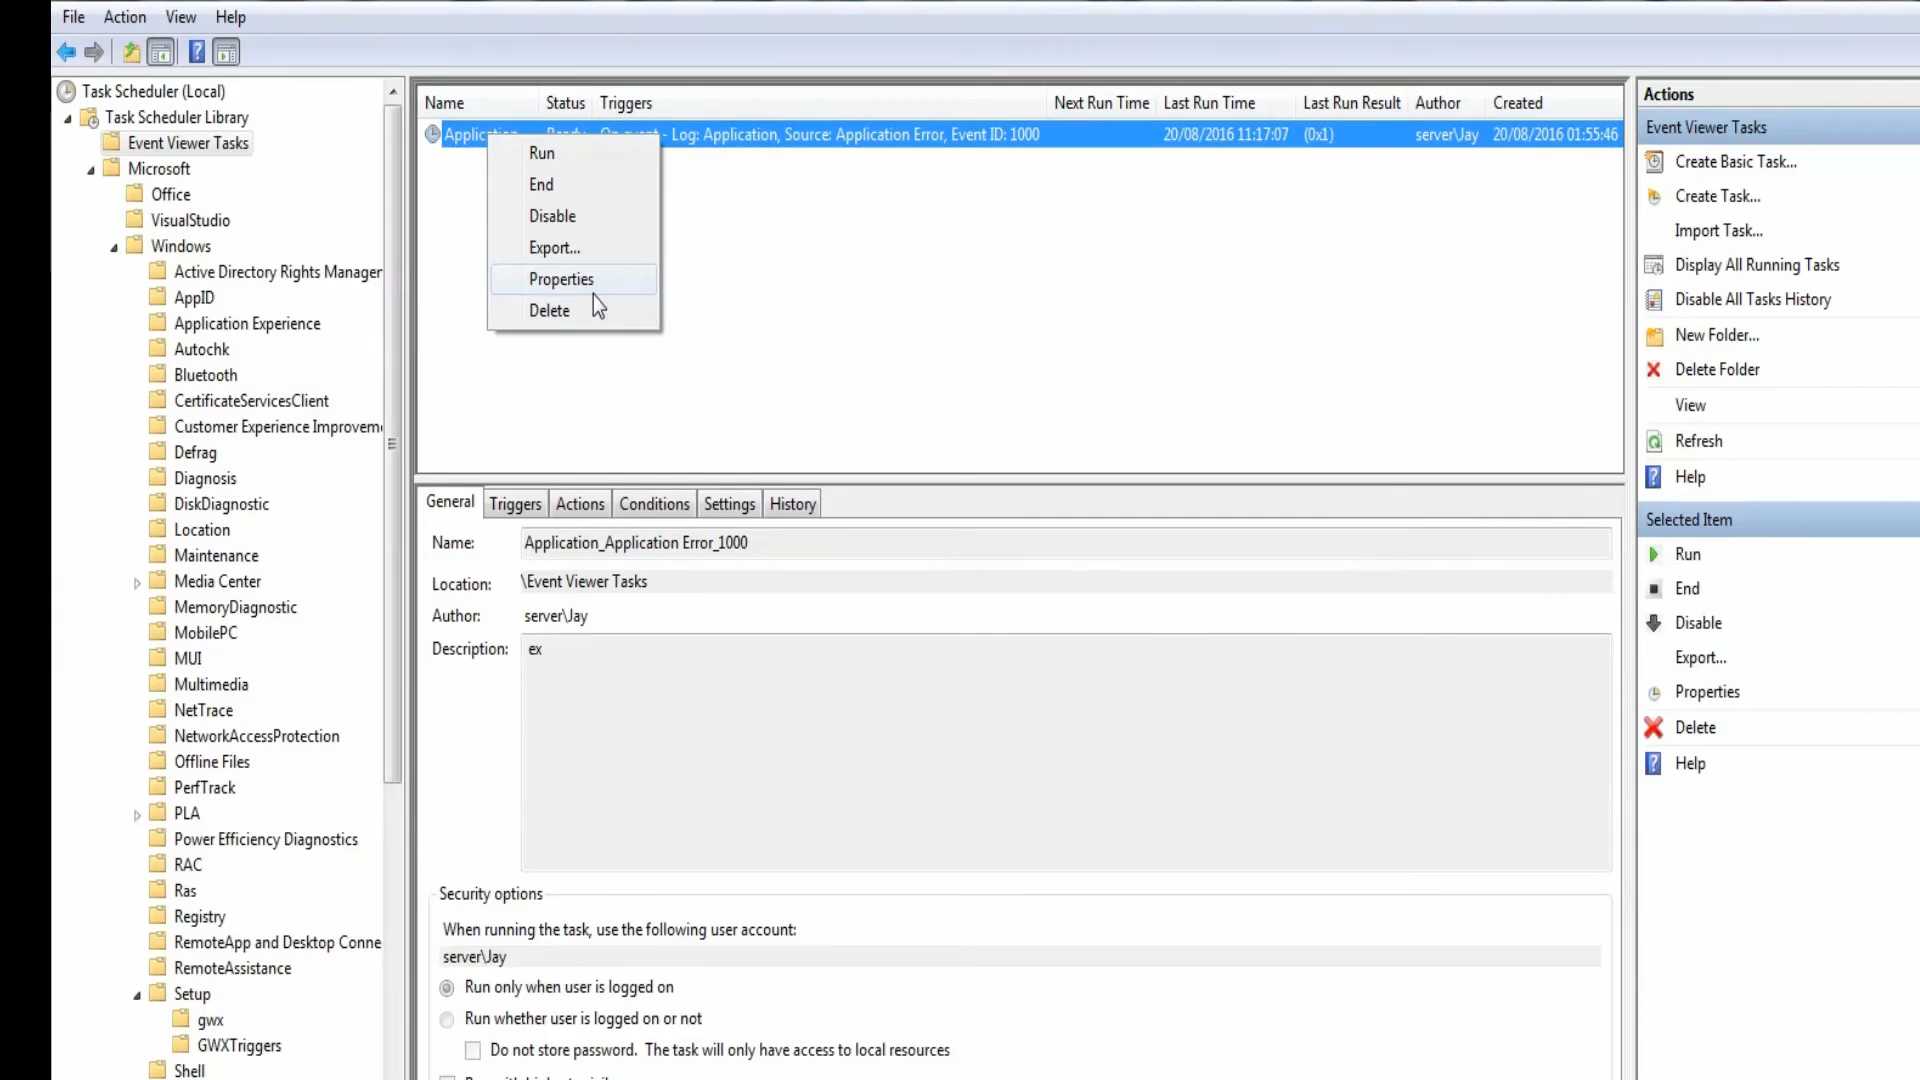 File Action View Help
Task Scheduler (Local)
Task Scheduler Library
Event Viewer Tasks
Microsoft
Office
VisualStudio
Windows
Active Directory Rights Manager
AppID
Application Experience
Autochk
Bluetooth
CertificateServicesClient
Customer Experience Improvem
Defrag
Diagnosis
DiskDiagnostic
Location
Maintenance
Media Center
MemoryDiagnostic
MobilePC
MUI
Multimedia
NetTrace
NetworkAccessProtection
Offline Files
PerfTrack
PLA
Power Efficiency Diagnostics
RAC
Ras
Registry
RemoteApp and Desktop Conne
RemoteAssistance
Setup
gwx
GWXTriggers
Shell
Name Status Triggers Next Run Time Last Run Time Last Run Result Author Created
Log: Application, Source: Application Error, Event ID: 1000 20/08/2016 11:17:07 (0x1) server\Jay 20/08/2016 01:55:46
Run
End
Disable
Export...
Properties
Delete
General Triggers Actions Conditions Settings History
Name: Application_Application Error_1000
Location: \Event Viewer Tasks
Author: server\Jay
Description: ex
Security options
When running the task, use the following user account:
server\Jay
Run only when user is logged on
Run whether user is logged on or not
Do not store password. The task will only have access to local resources
Actions
Event Viewer Tasks
Create Basic Task...
Create Task...
Import Task...
Display All Running Tasks
Disable All Tasks History
New Folder...
Delete Folder
View
Refresh
Help
Selected Item
Run
End
Disable
Export...
Properties
Delete
Help